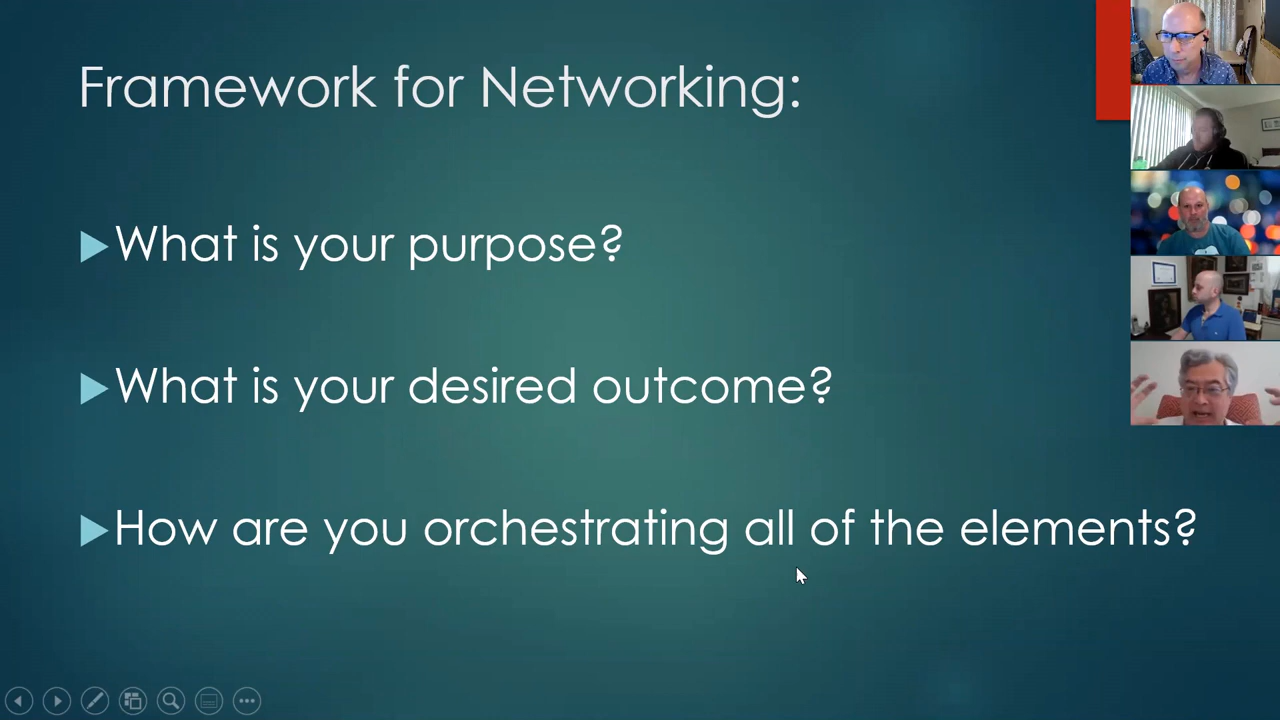 Framework for Networking:
What is your purpose?
What is your desired outcome?
How are you orchestrating all of the elements?